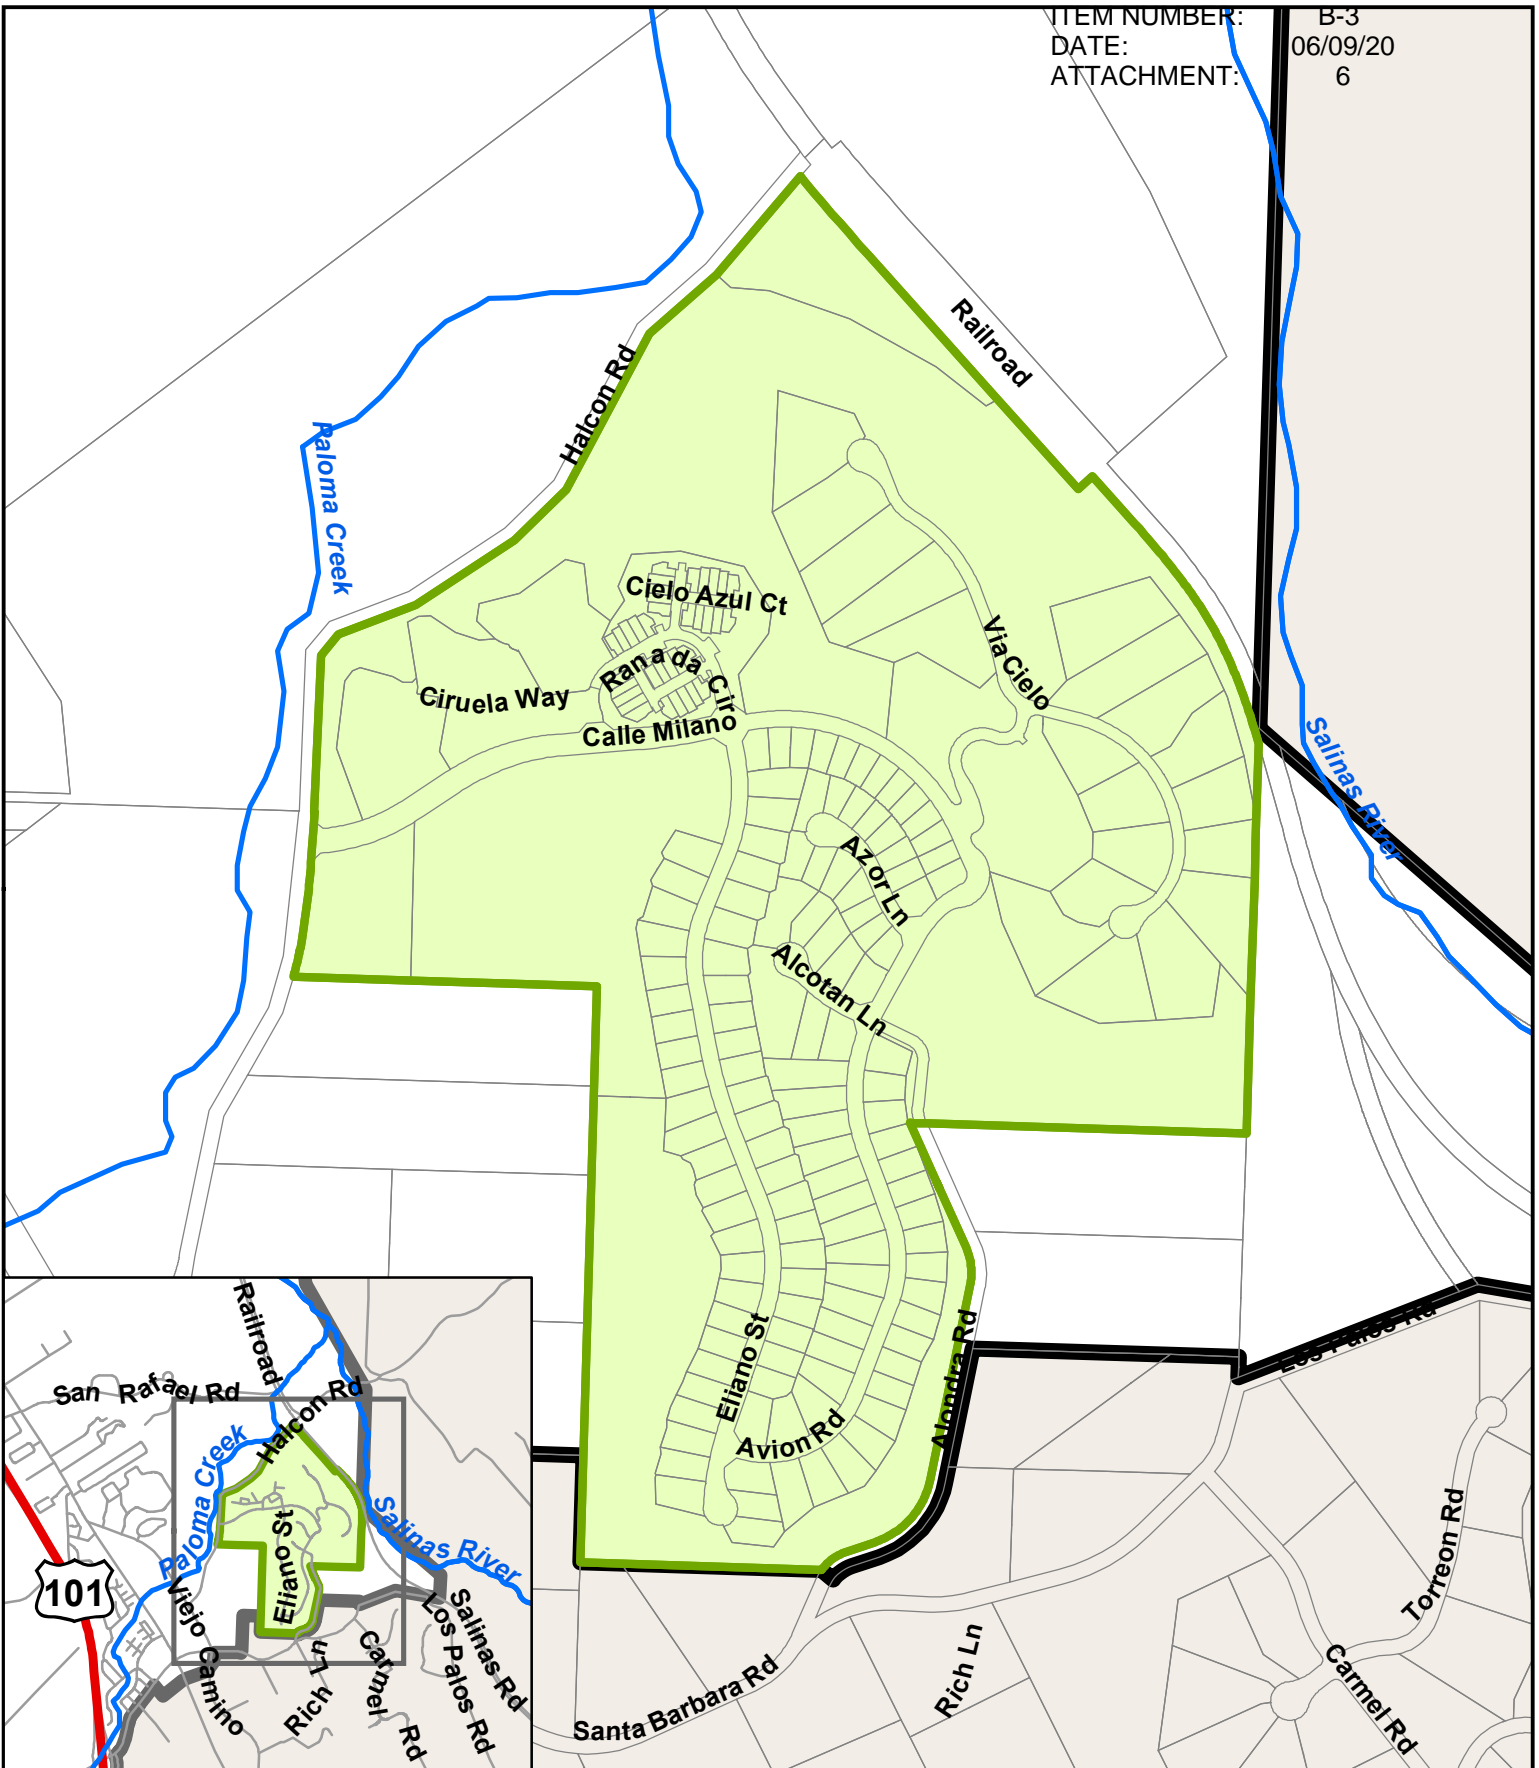 ITEM NUMBER: B-3
DATE: 06/09/20
ATTACHMENT: 6
Railroad
Halcon Rd
Paloma Creek
Cielo Azul Ct
Via Cielo
Ranada Cir
Ciruela Way
Calle Milano
Salinas River
Azor Ln
Alcotan Ln
Eliano St
Alondra Rd
Los Palos Rd
Avion Rd
Torreon Rd
Rich Ln
Carmel Rd
Santa Barbara Rd
Railroad
San Rafael Rd
Halcon Rd
Paloma Creek
Eliano St
Salinas River
101
Viejo Camino
Rich Ln
Carmel Rd
Los Palos Rd
Salinas Rd